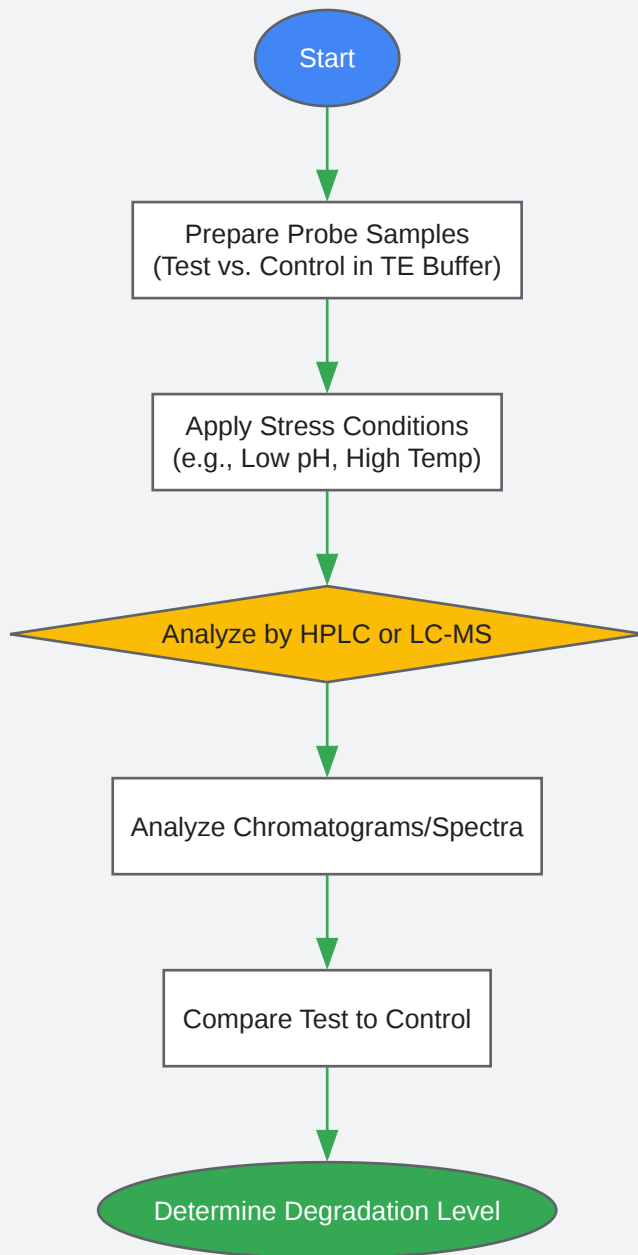 Start
Prepare Probe Samples
(Test vs. Control in TE Buffer)
Apply Stress Conditions
(e.g., Low pH, High Temp)
Analyze by HPLC or LC-MS
Analyze Chromatograms/Spectra
Compare Test to Control
Determine Degradation Level